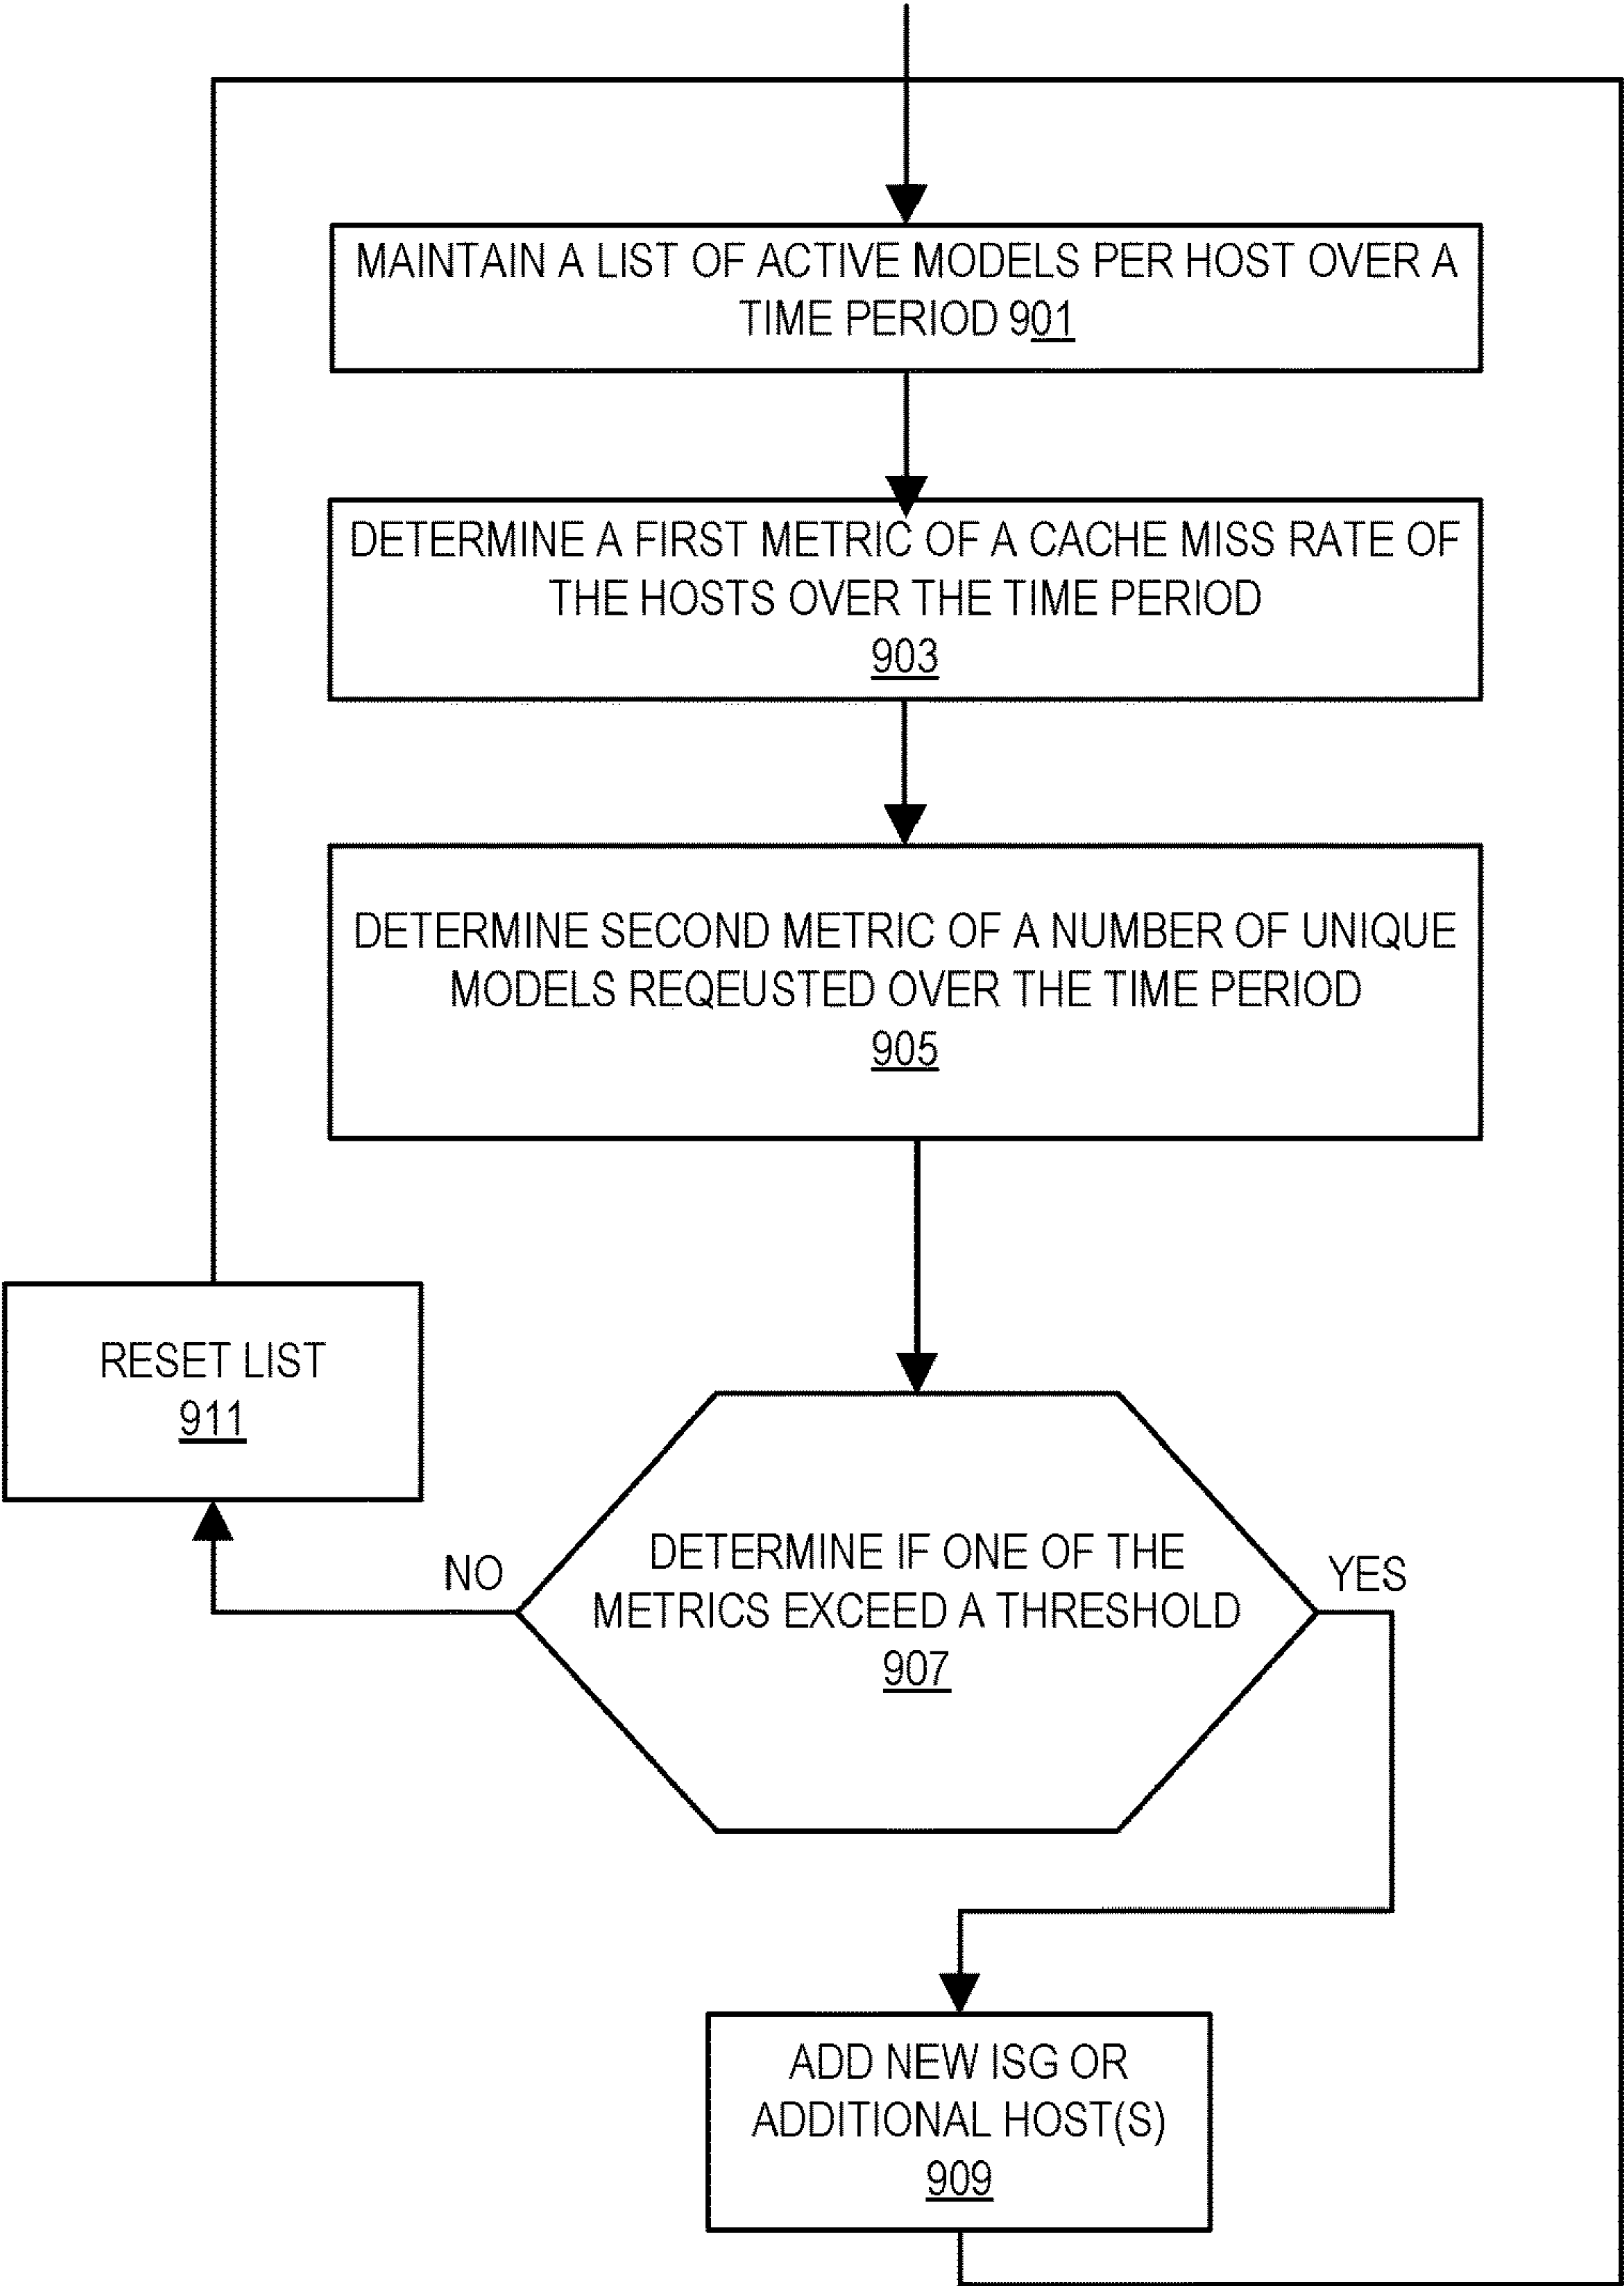 MAINTAIN A LIST OF ACTIVE MODELS PER HOST OVER A
TIME PERIOD 901
DETERMINE A FIRST METRIC OF A CACHE MISS RATE OF
THE HOSTS OVER THE TIME PERIOD
903
DETERMINE SECOND METRIC OF A NUMBER OF UNIQUE
MODELS REQEUSTED OVER THE TIME PERIOD
905
RESET LIST
911
NO
DETERMINE IF ONE OF THE
METRICS EXCEED A THRESHOLD
907
YES
ADD NEW ISG OR
ADDITIONAL HOST(S)
909